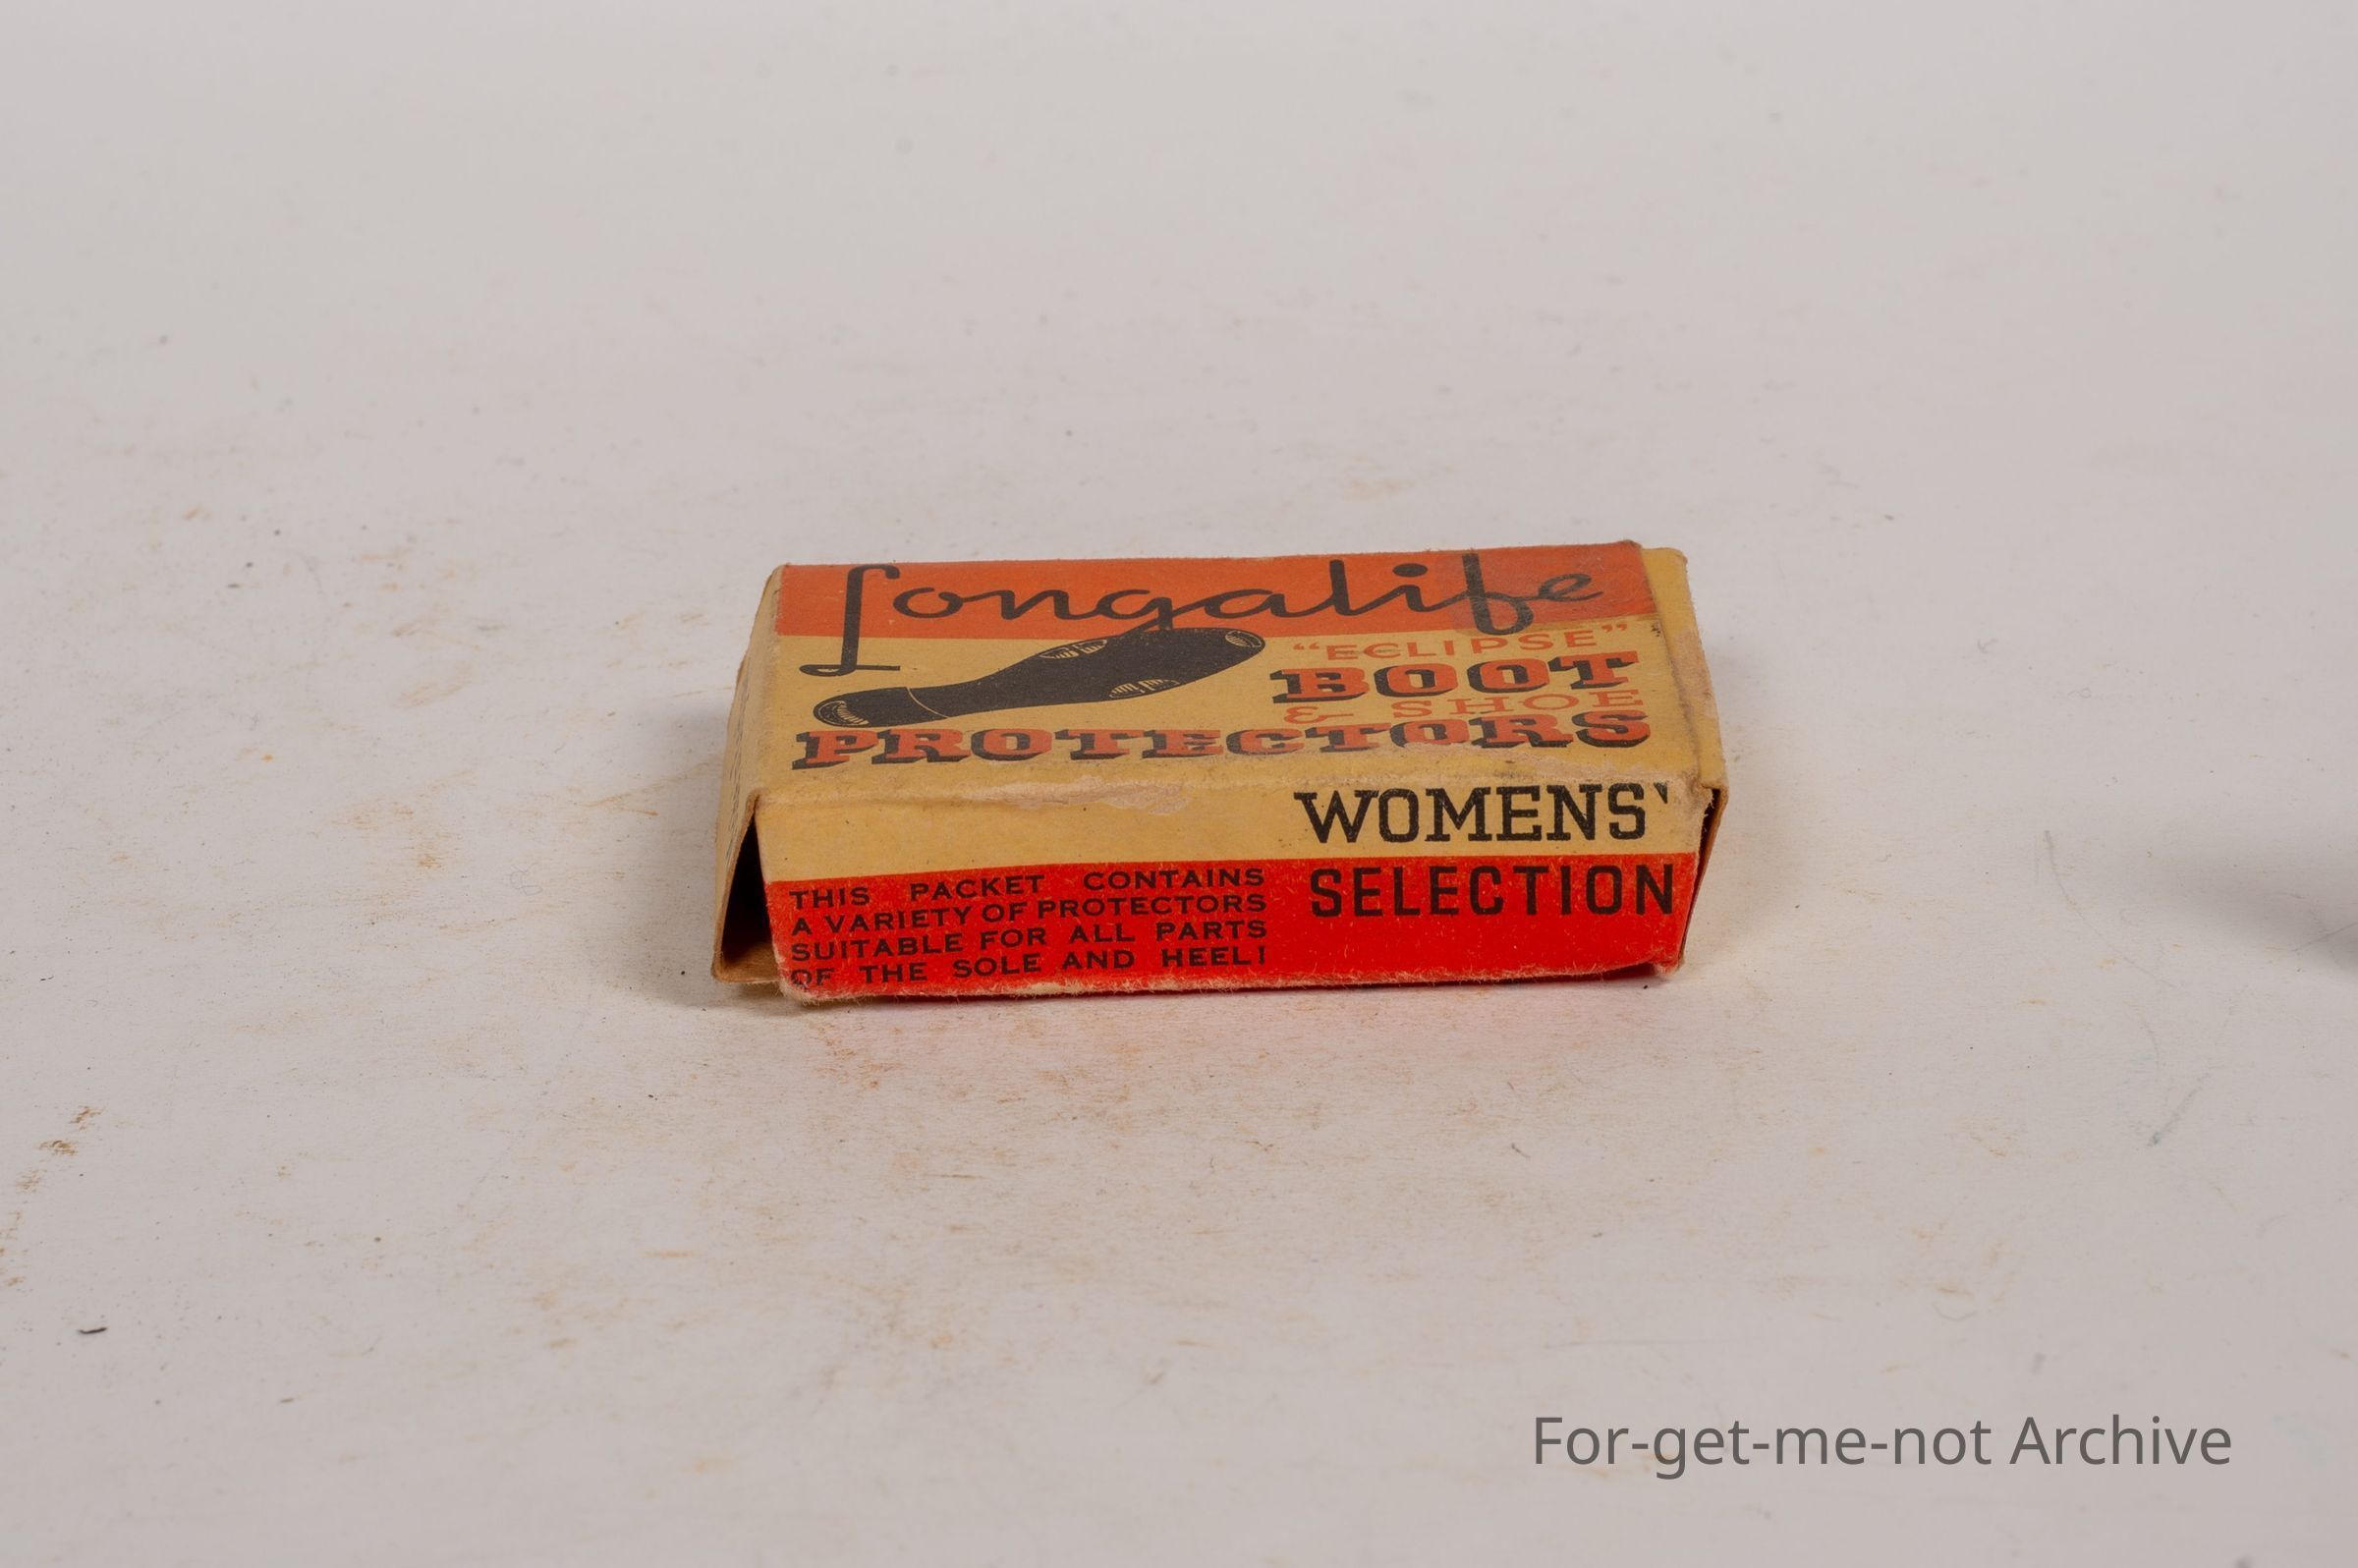 Longalife
"ECLIPSE"
BOOT
& SHOE
PROTECTORS
WOMENS'
SELECTION
THIS PACKET CONTAINS
A VARIETY OF PROTECTORS
SUITABLE FOR ALL PARTS
OF THE SOLE AND HEEL!
For-get-me-not Archive